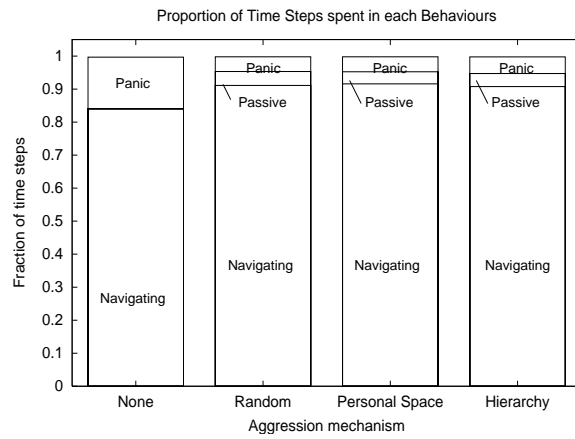 Proportion of Time Steps spent in each Behaviours
1
0.9
0.8
0.7
0.6
0.5
0.4
0.3
0.2
0.1
0
Fraction of time steps
Panic
Navigating
Panic
Passive
Navigating
Panic
Passive
Navigating
Panic
Passive
Navigating
None
Random
Personal Space
Hierarchy
Aggression mechanism